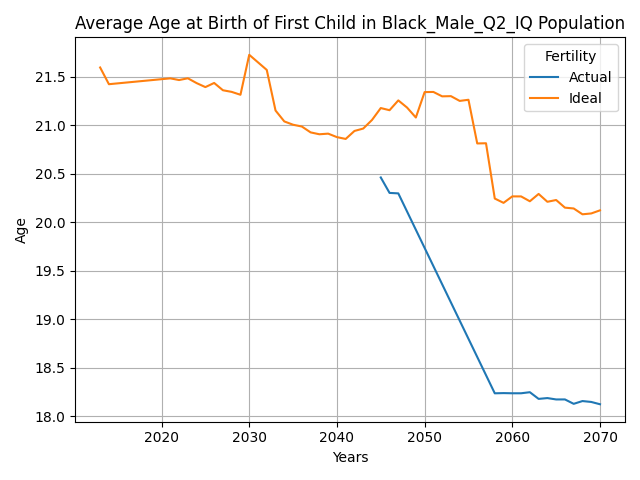 Average Age at Birth of First Child in Black_Male_Q2_IQ Population
Fertility
Actual
Ideal
Age
21.5
21.0
20.5
20.0
19.5
19.0
18.5
18.0
2020
2030
2040
2050
2060
2070
Years